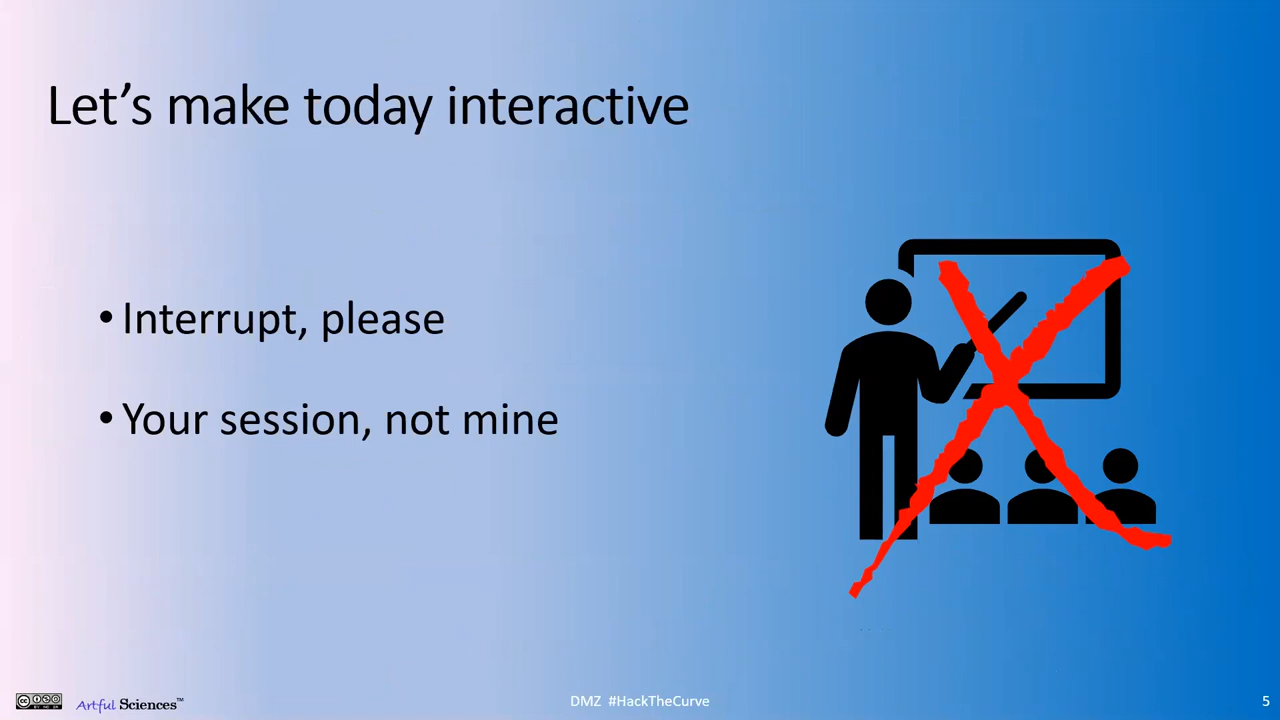 Let’s make today interactive
• Interrupt, please
• Your session, not mine
Artful Sciences™
DMZ #HackTheCurve
5